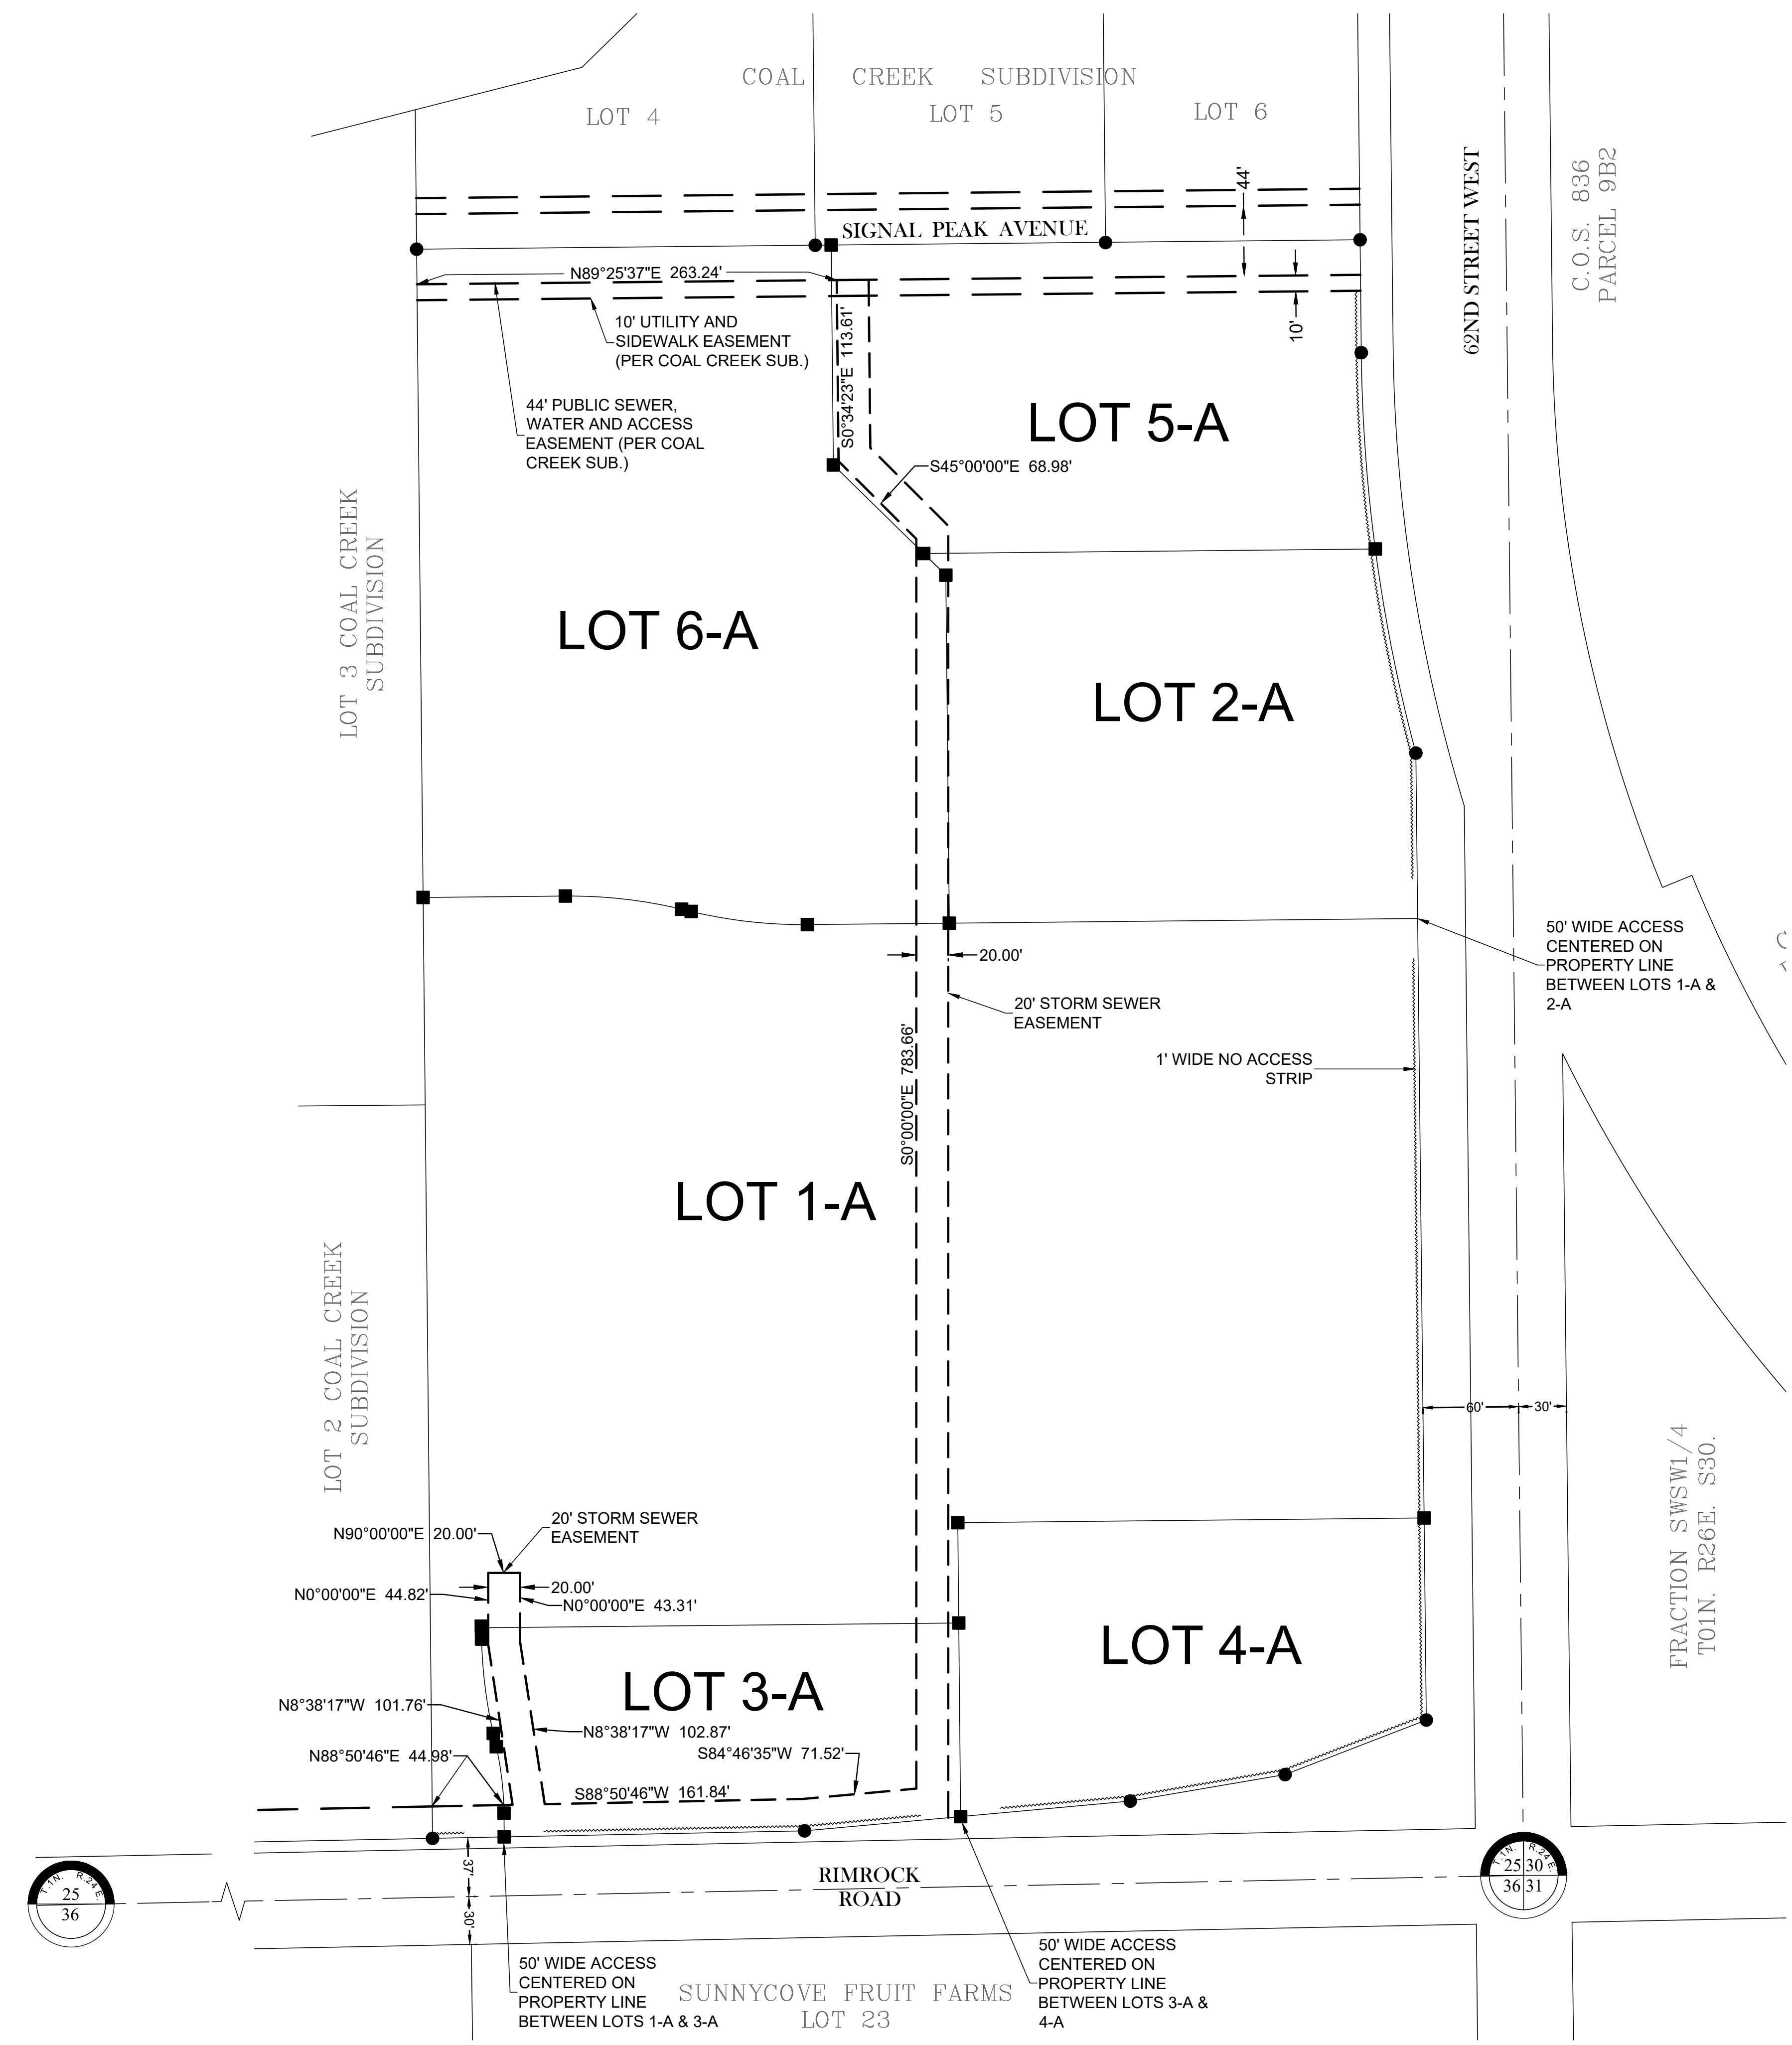 COAL CREEK SUBDIVISION
LOT 4
LOT 5
LOT 6
44'
62ND STREET WEST
C.O.S. 836
PARCEL 9B2
SIGNAL PEAK AVENUE
N89°25'37"E 263.24'
10' UTILITY AND
SIDEWALK EASEMENT
(PER COAL CREEK SUB.)
S0°34'23"E 113.61'
10'
44' PUBLIC SEWER,
WATER AND ACCESS
EASEMENT (PER COAL
CREEK SUB.)
LOT 5-A
S45°00'00"E 68.98'
LOT 3 COAL CREEK
SUBDIVISION
LOT 6-A
LOT 2-A
50' WIDE ACCESS
CENTERED ON
PROPERTY LINE
BETWEEN LOTS 1-A &
2-A
20.00'
20' STORM SEWER
EASEMENT
S0°00'00"E 783.66'
1' WIDE NO ACCESS
STRIP
LOT 1-A
LOT 2 COAL CREEK
SUBDIVISION
60'
30'
FRACTION SWSW1/4
T01N. R26E. S30.
20' STORM SEWER
EASEMENT
N90°00'00"E 20.00'
20.00'
N0°00'00"E 44.82'
N0°00'00"E 43.31'
LOT 4-A
LOT 3-A
N8°38'17"W 101.76'
N8°38'17"W 102.87'
N88°50'46"E 44.98'
S84°46'35"W 71.52'
S88°50'46"W 161.84'
37'
30'
RIMROCK
ROAD
T.1N. R.24E.
25
36
T.1N. R.24E.
25 30
36 31
50' WIDE ACCESS
CENTERED ON
PROPERTY LINE
BETWEEN LOTS 1-A & 3-A
SUNNYCOVE FRUIT FARMS
LOT 23
50' WIDE ACCESS
CENTERED ON
PROPERTY LINE
BETWEEN LOTS 3-A &
4-A